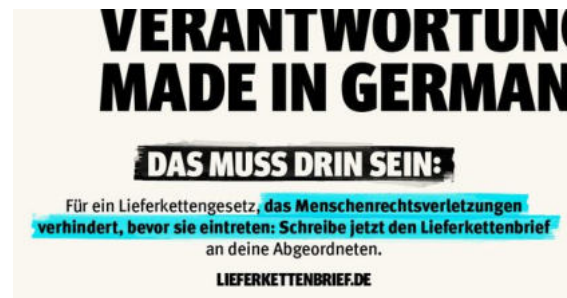 VERANTWORTUNG
MADE IN GERMAN
DAS MUSS DRIN SEIN:
Für ein Lieferkettengesetz, das Menschenrechtsverletzungen
verhindert, bevor sie eintreten: Schreibe jetzt den Lieferkettenbrief
an deine Abgeordneten.
LIEFERKETTENBRIEF.DE